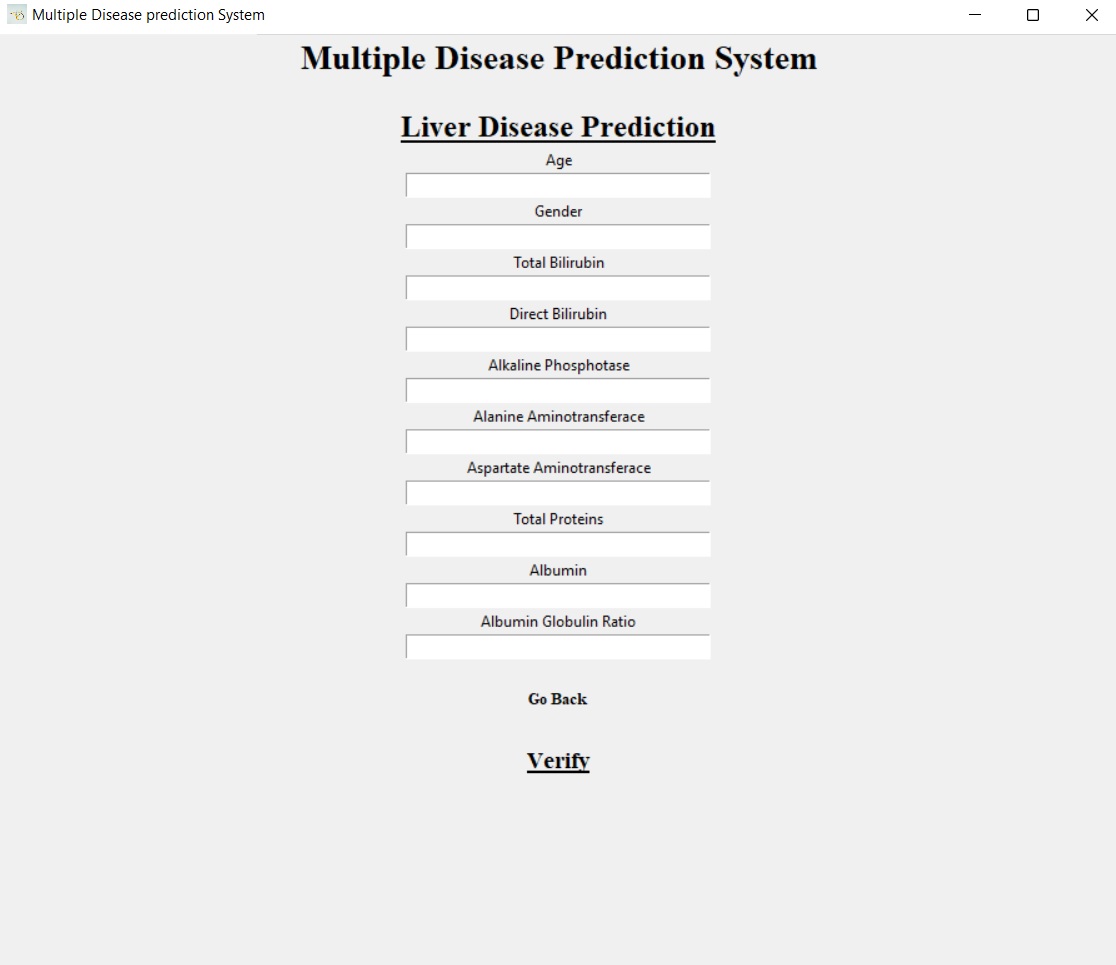 Multiple Disease prediction System
Multiple Disease Prediction System
Liver Disease Prediction
Age
Gender
Total Bilirubin
Direct Bilirubin
Alkaline Phosphotase
Alanine Aminotransferace
Aspartate Aminotransferace
Total Proteins
Albumin
Albumin Globulin Ratio
Go Back
Verify